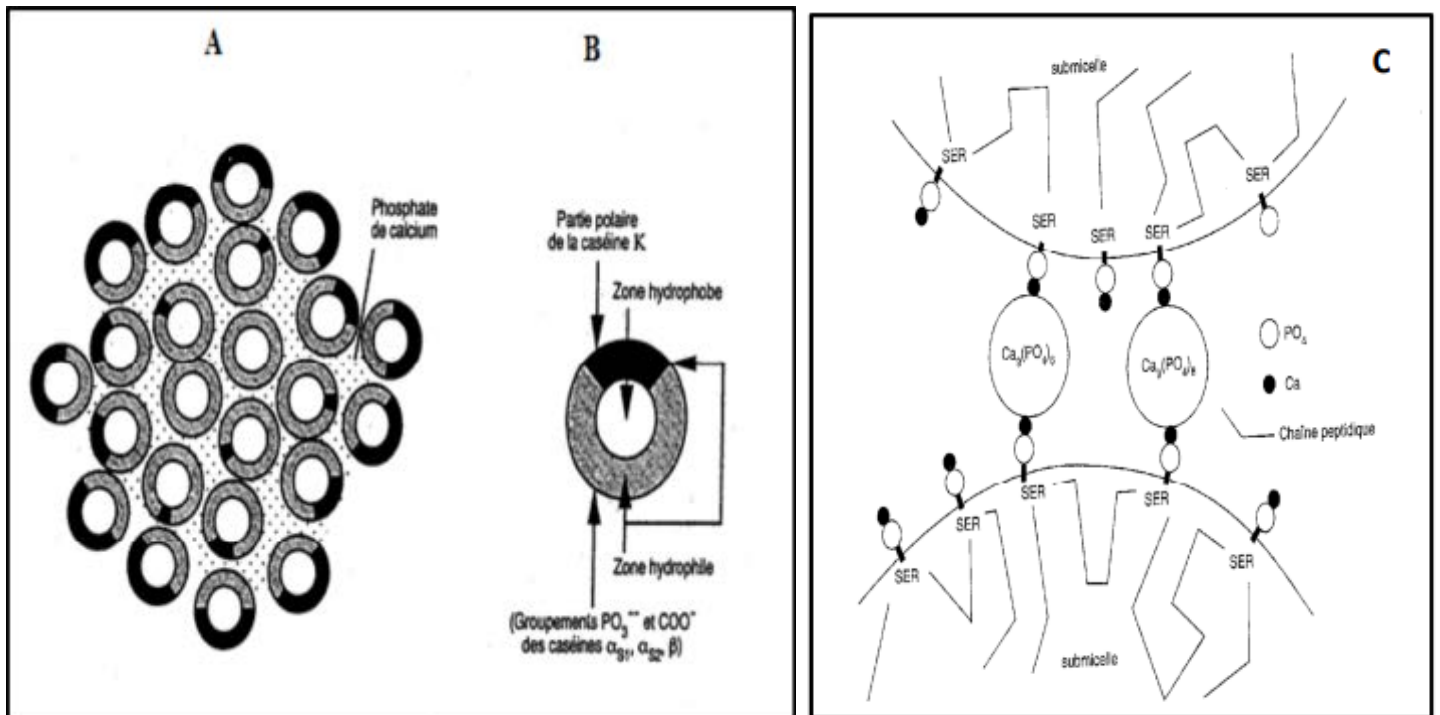 A
Phosphate
de calcium
B
Partie polaire
de la caséine K
Zone hydrophobe
Zone hydrophile
(Groupements PO₃⁻⁻ et COO⁻
des caséines α_S1, α_S2, β)
C
submicelle
SER
SER
SER
SER
SER
Ca₉(PO₄)₆
Ca₉(PO₄)₆
PO₄
Ca
Chaîne peptidique
SER
SER
SER
SER
SER
submicelle